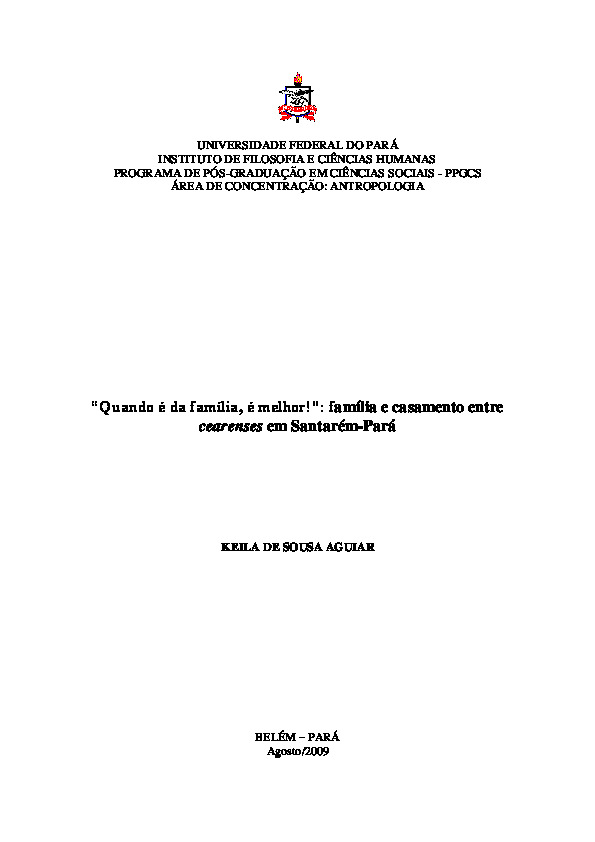 UNIVERSIDADE FEDERAL DO PARÁ
INSTITUTO DE FILOSOFIA E CIÊNCIAS HUMANAS
PROGRAMA DE PÓS-GRADUAÇÃO EM CIÊNCIAS SOCIAIS - PPGCS
ÁREA DE CONCENTRAÇÃO: ANTROPOLOGIA
"Quando é da família, é melhor!": família e casamento entre
cearenses em Santarém-Pará
KEILA DE SOUSA AGUIAR
BELÉM – PARÁ
Agosto/2009